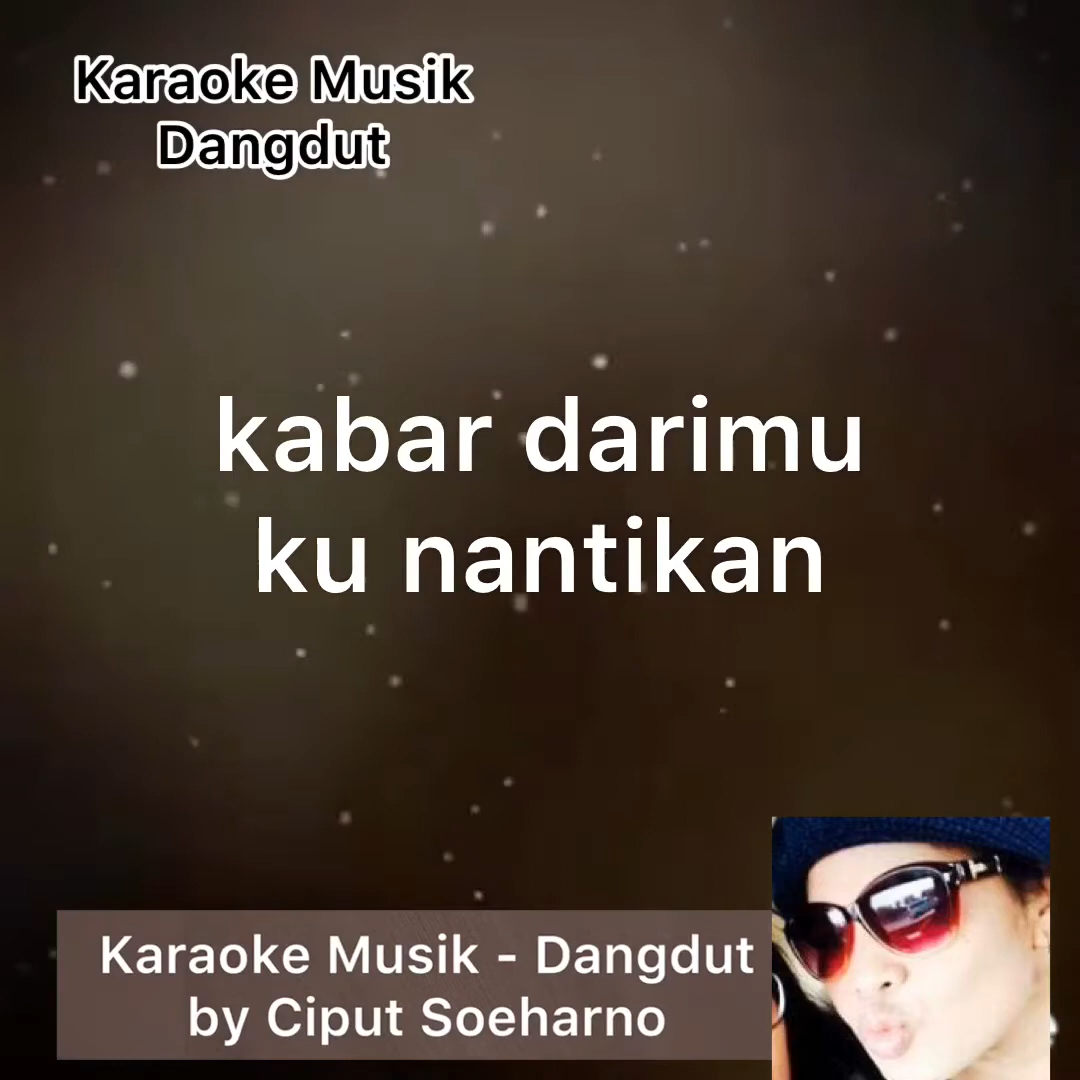 Karaoke Musik
Dangdut
kabar darimu
ku nantikan
Karaoke Musik - Dangdut
by Ciput Soeharno